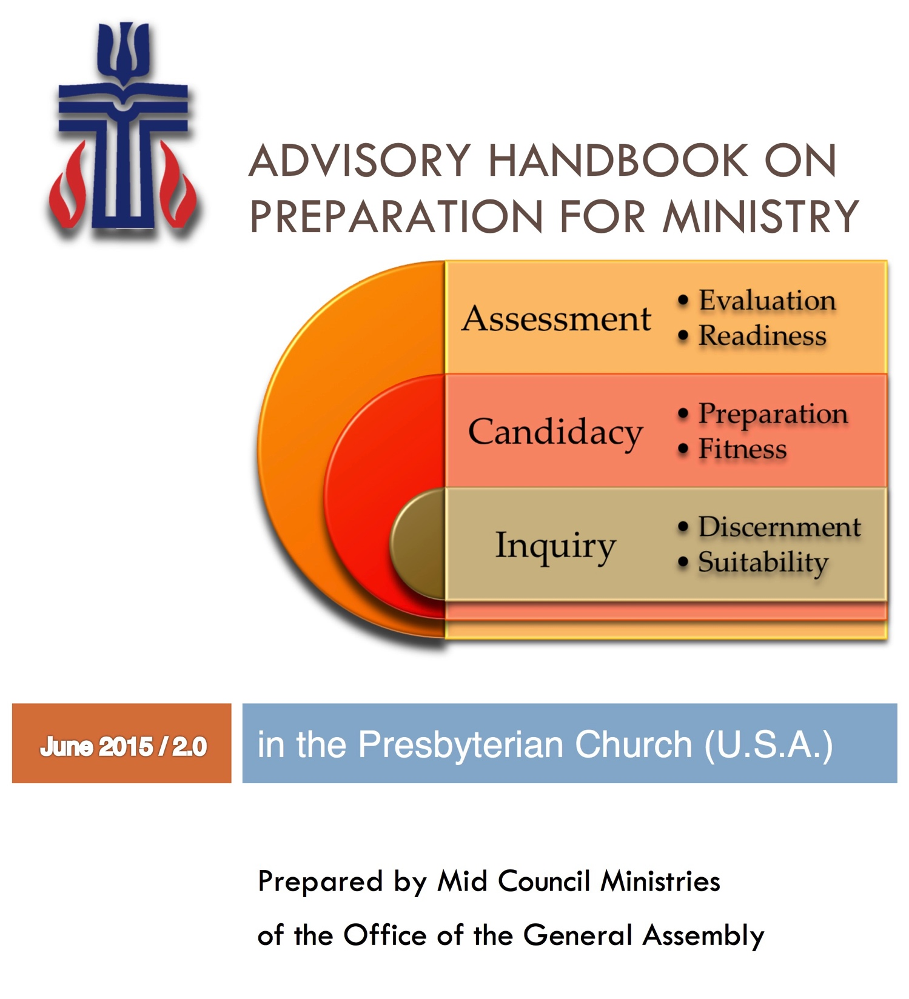 ADVISORY HANDBOOK ON
PREPARATION FOR MINISTRY
Assessment
• Evaluation
• Readiness
Candidacy
• Preparation
• Fitness
Inquiry
• Discernment
• Suitability
June 2015 / 2.0
in the Presbyterian Church (U.S.A.)
Prepared by Mid Council Ministries
of the Office of the General Assembly